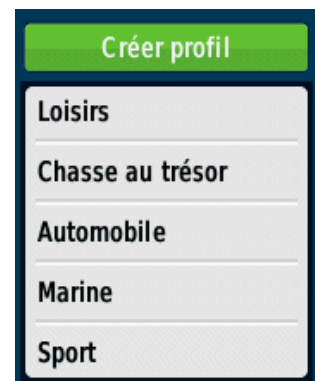 Créer profil
Loisirs
Chasse au trésor
Automobile
Marine
Sport